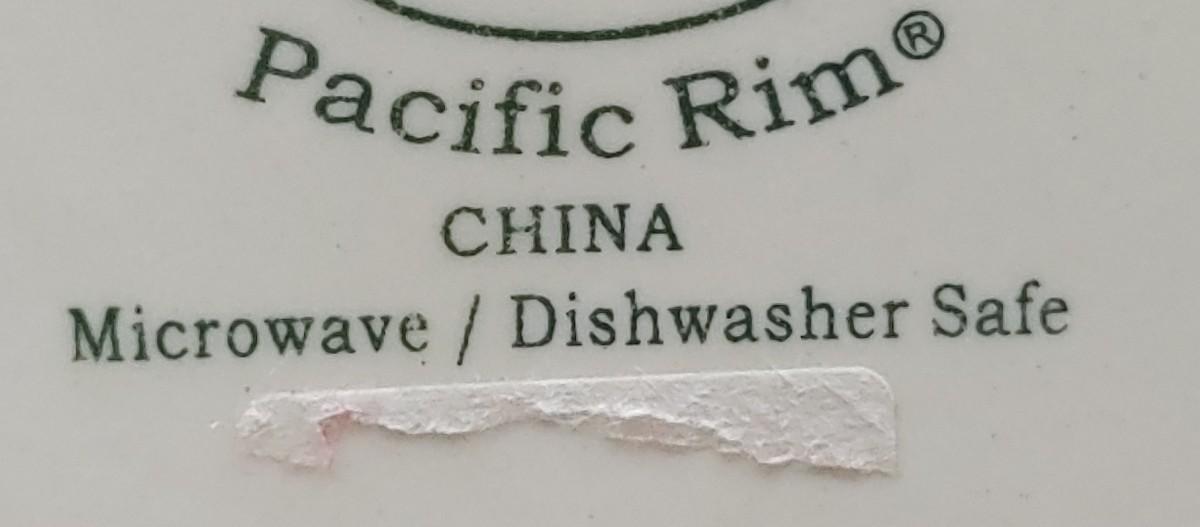 Pacific Rim®
CHINA
Microwave / Dishwasher Safe